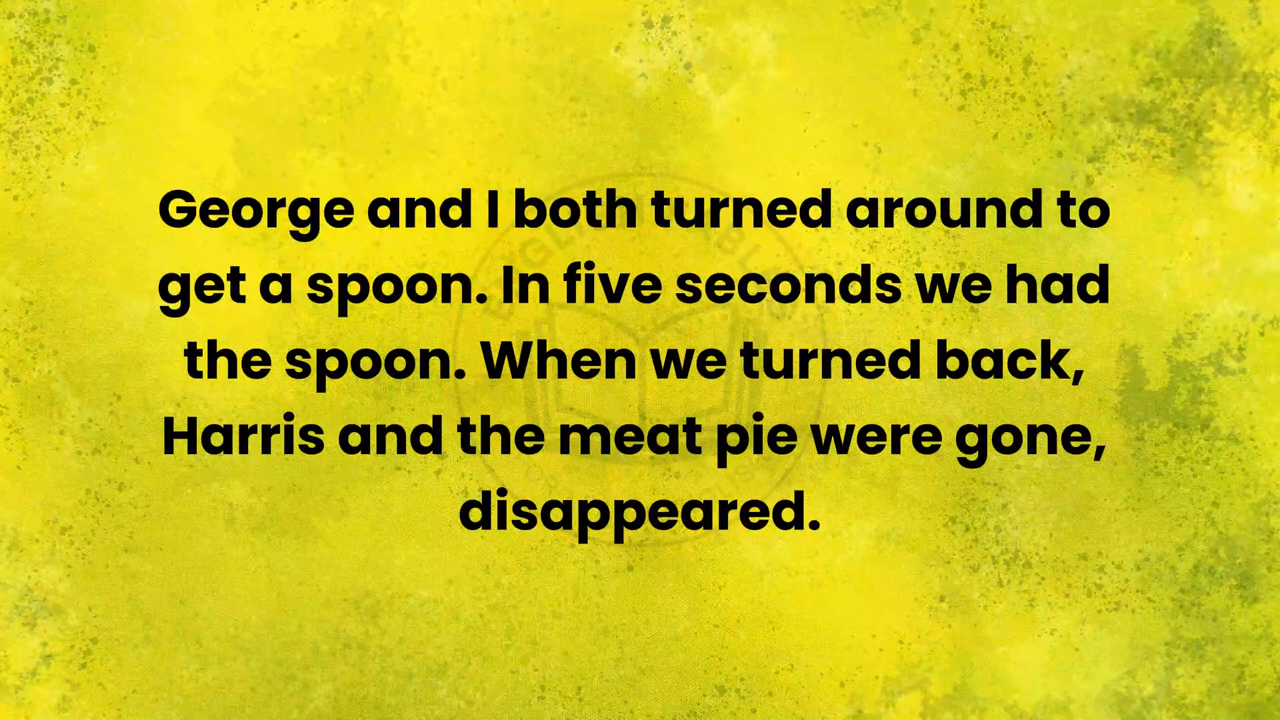 George and I both turned around to
get a spoon. In five seconds we had
the spoon. When we turned back,
Harris and the meat pie were gone,
disappeared.